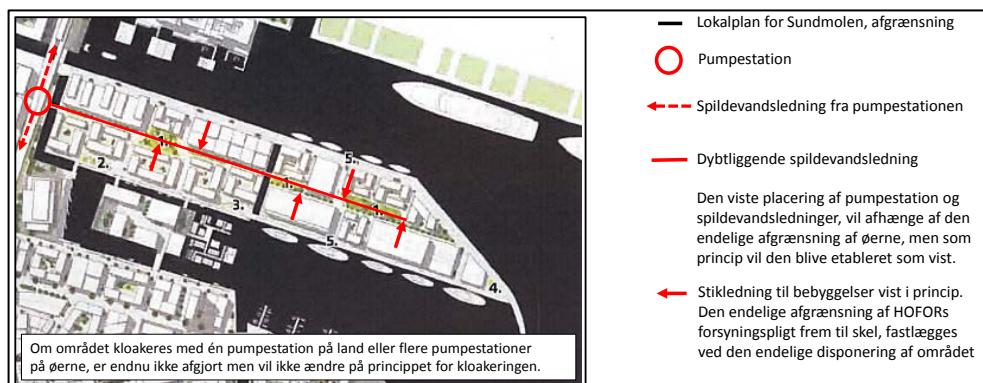 1.
5.
2.
1.
3.
1.
5.
4.
Om området kloakeres med én pumpestation på land eller flere pumpestationer
på øerne, er endnu ikke afgjort men vil ikke ændre på princippet for kloakeringen.
Lokalplan for Sundmolen, afgrænsning
Pumpestation
Spildevandsledning fra pumpestationen
Dybtliggende spildevandsledning
Den viste placering af pumpestation og
spildevandsledninger, vil afhænge af den
endelige afgrænsning af øerne, men som
princip vil den blive etableret som vist.
Stikledning til bebyggelser vist i princip.
Den endelige afgrænsning af HOFORs
forsyningspligt frem til skel, fastlægges
ved den endelige disponering af området